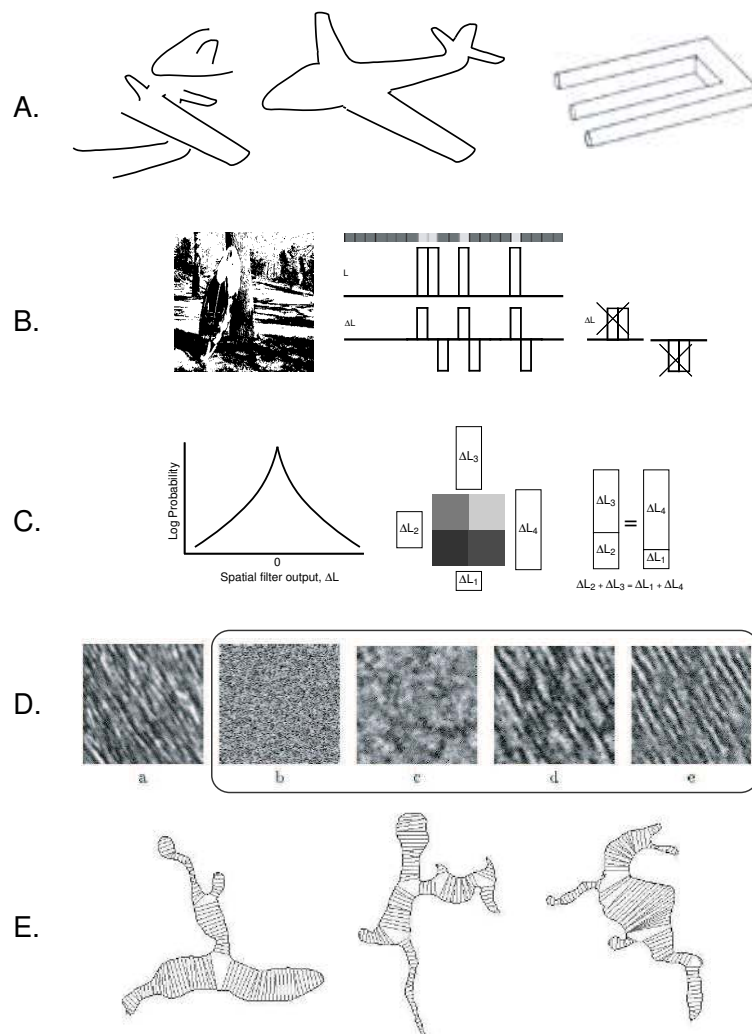 A.
B.
L
ΔL
ΔL
C.
Log Probability
0
Spatial filter output, ΔL
ΔL3
ΔL2
ΔL4
ΔL1
ΔL3
ΔL2
=
ΔL4
ΔL1
ΔL2 + ΔL3 = ΔL1 + ΔL4
D.
a b c d e
E.